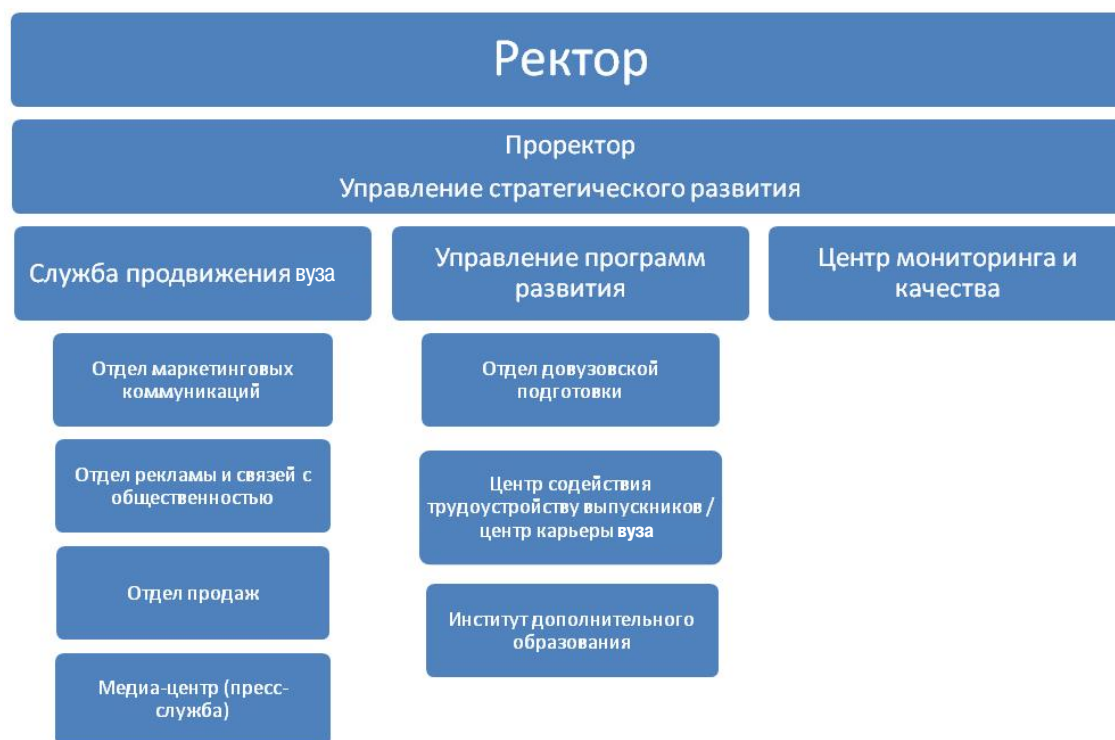 Ректор
Проректор
Управление стратегического развития
Служба продвижения вуза
Управление программ
развития
Центр мониторинга и
качества
Отдел маркетинговых
коммуникаций
Отдел рекламы и связей с
общественностью
Отдел продаж
Медиа-центр (пресс-
служба)
Отдел довузовской
подготовки
Центр содействия
трудоустройству выпускников /
центр карьеры вуза
Институт дополнительного
образования